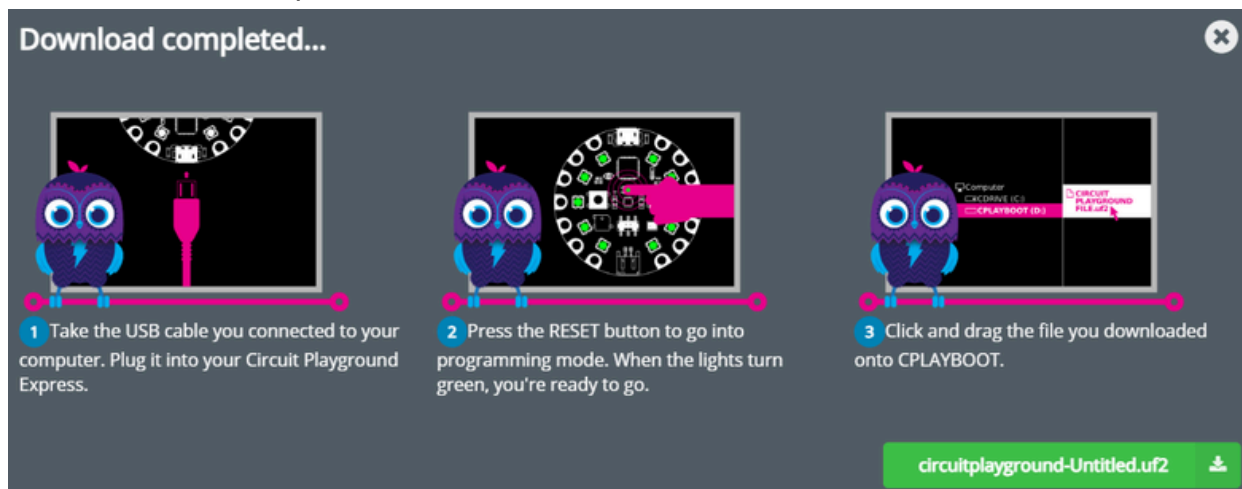 Download completed...
Computer
CDRIVE (C:)
CPLAYBOOT (D:)
CIRCUIT
PLAYGROUND
FILE.uf2
1 Take the USB cable you connected to your
computer. Plug it into your Circuit Playground
Express.
2 Press the RESET button to go into
programming mode. When the lights turn
green, you're ready to go.
3 Click and drag the file you downloaded
onto CPLAYBOOT.
circuitplayground-Untitled.uf2